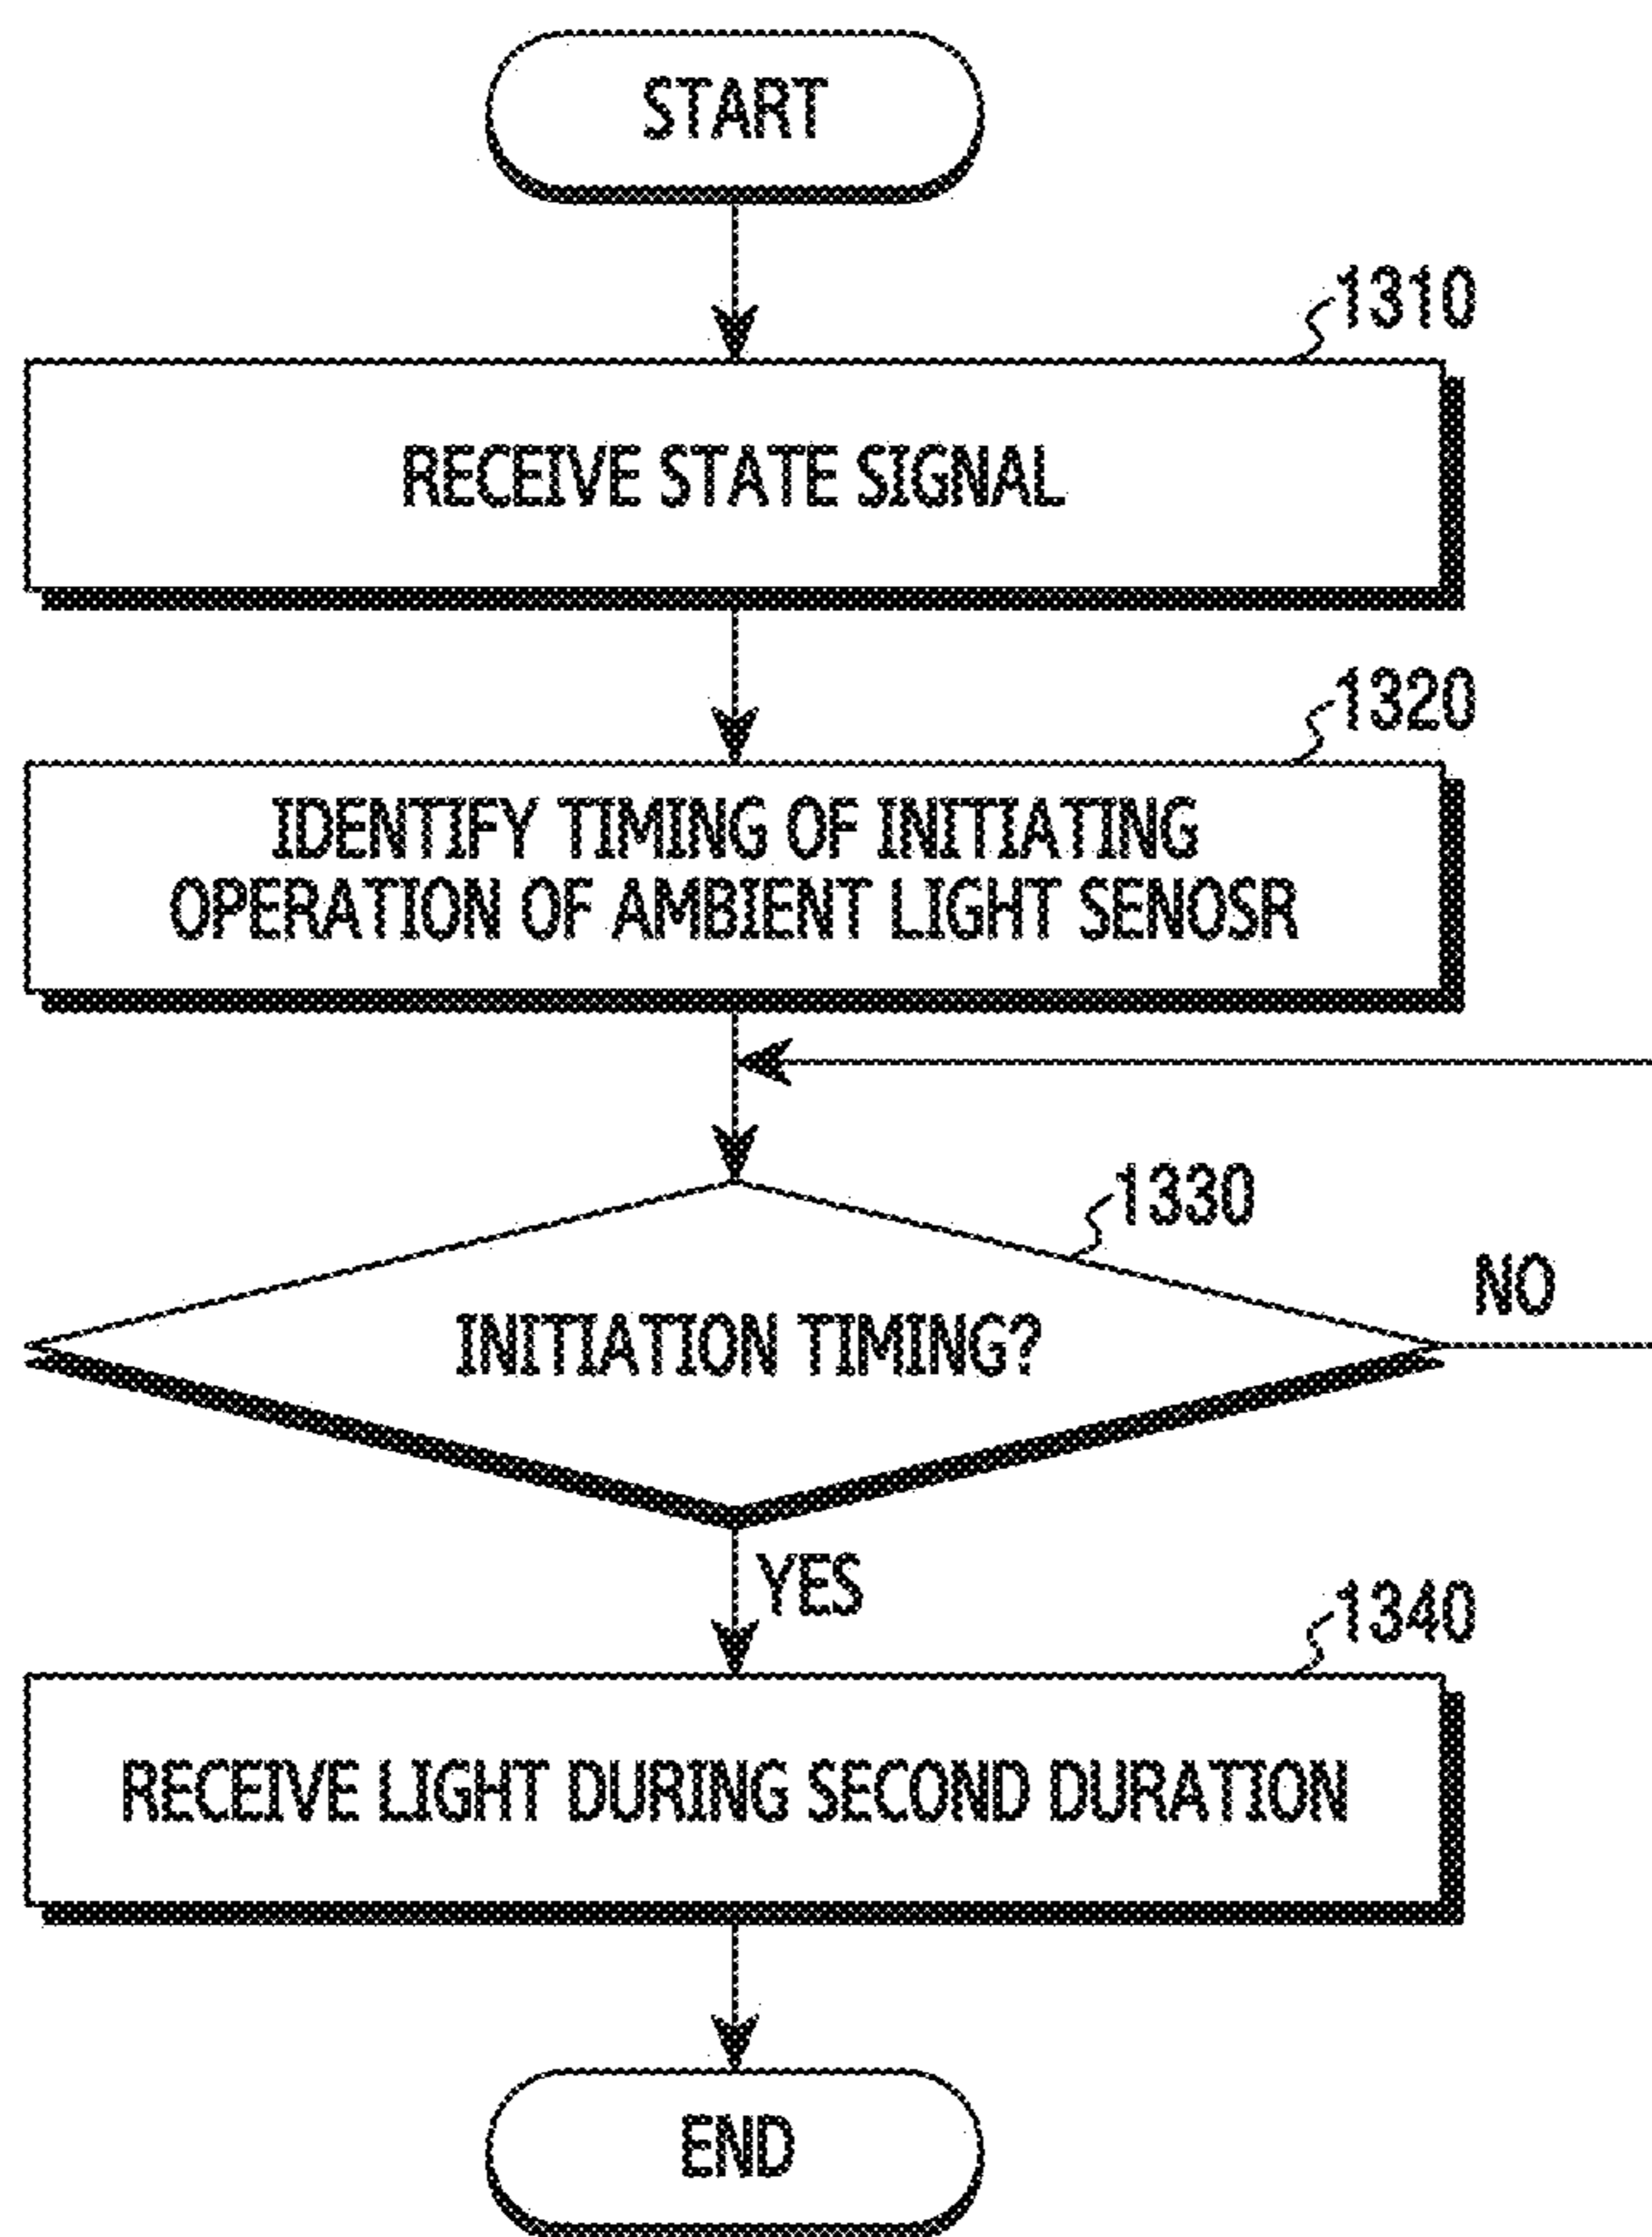 START
1310
RECEIVE STATE SIGNAL
1320
IDENTIFY TIMING OF INITIATING
OPERATION OF AMBIENT LIGHT SENOSR
1330
INITIATION TIMING?
NO
YES
1340
RECEIVE LIGHT DURING SECOND DURATION
END